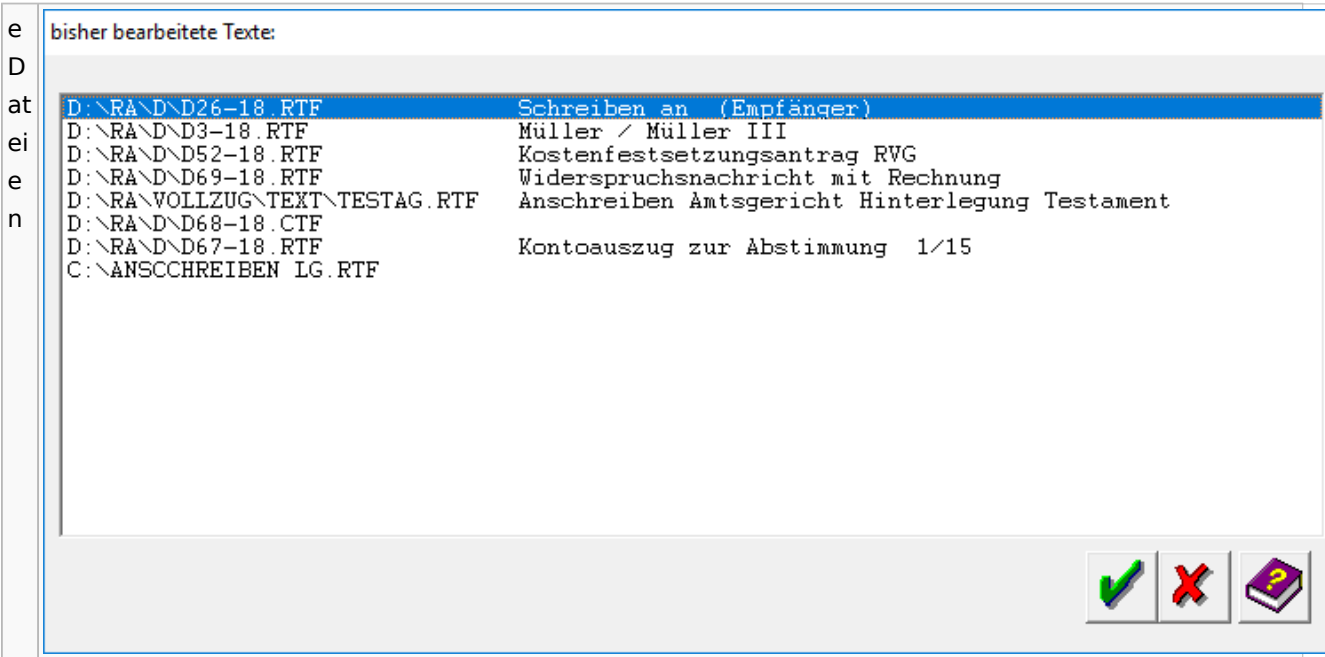 e
D
at
ei
e
n
bisher bearbeitete Texte:
D:\RA\D\D26-18.RTF Schreiben an (Empfänger)
D:\RA\D\D3-18.RTF Müller / Müller III
D:\RA\D\D52-18.RTF Kostenfestsetzungsantrag RVG
D:\RA\D\D69-18.RTF Widerspruchsnachricht mit Rechnung
D:\RA\VOLLZUG\TEXT\TESTAG.RTF Anschreiben Amtsgericht Hinterlegung Testament
D:\RA\D\D68-18.CTF
D:\RA\D\D67-18.RTF Kontoauszug zur Abstimmung 1/15
C:\ANSCCHREIBEN LG.RTF
?